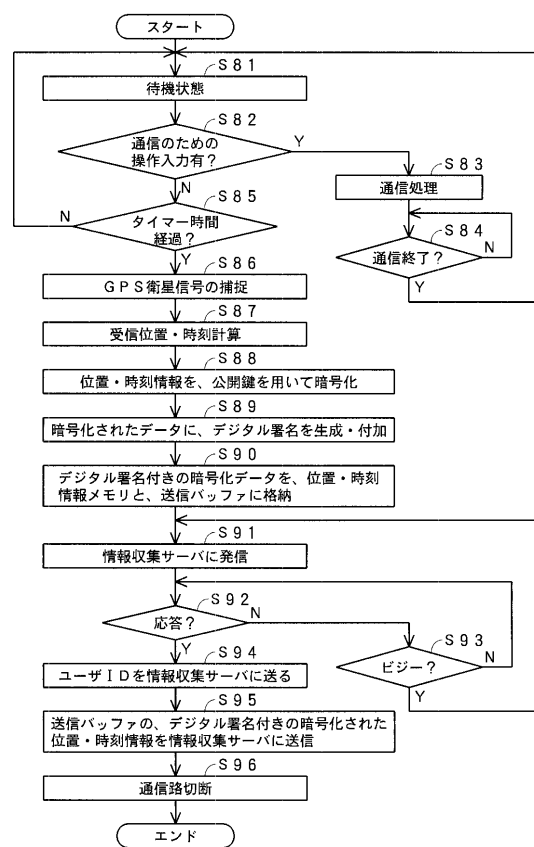 スタート
S81
待機状態
S82
通信のための
操作入力有?
Y
N
S83
通信処理
S84
通信終了?
N
Y
S85
タイマー時間
経過?
N
Y
S86
GPS衛星信号の捕捉
S87
受信位置・時刻計算
S88
位置・時刻情報を、公開鍵を用いて暗号化
S89
暗号化されたデータに、デジタル署名を生成・付加
S90
デジタル署名付きの暗号化データを、位置・時刻
情報メモリと、送信バッファに格納
S91
情報収集サーバに発信
S92
応答?
N
Y
S93
ビジー?
N
Y
S94
ユーザIDを情報収集サーバに送る
S95
送信バッファの、デジタル署名付きの暗号化された
位置・時刻情報を情報収集サーバに送信
S96
通信路切断
エンド